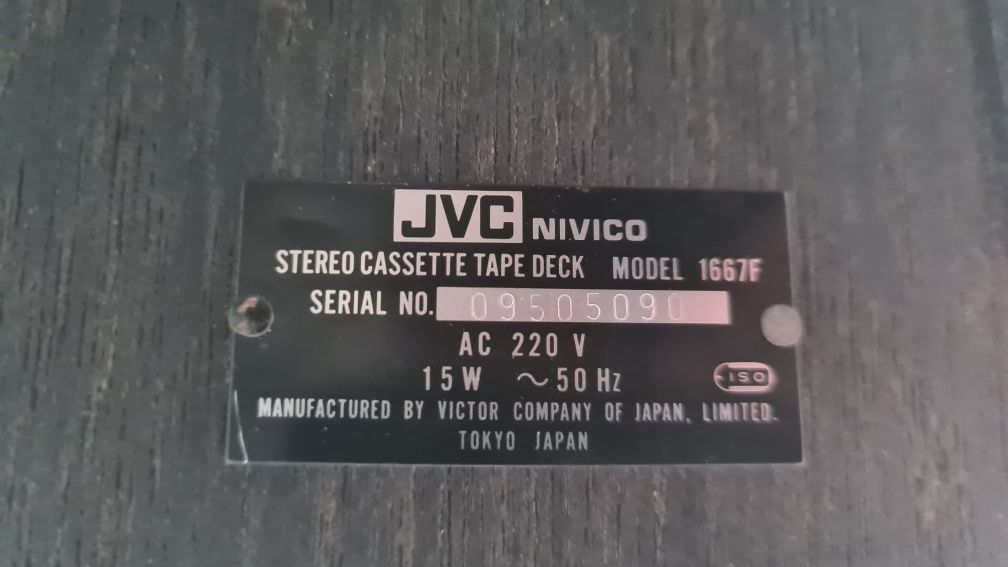 JVC NIVICO
STEREO CASSETTE TAPE DECK MODEL 1667F
SERIAL NO. 09505090
AC 220 V
15W ~50 Hz
ISO
MANUFACTURED BY VICTOR COMPANY OF JAPAN, LIMITED.
TOKYO JAPAN